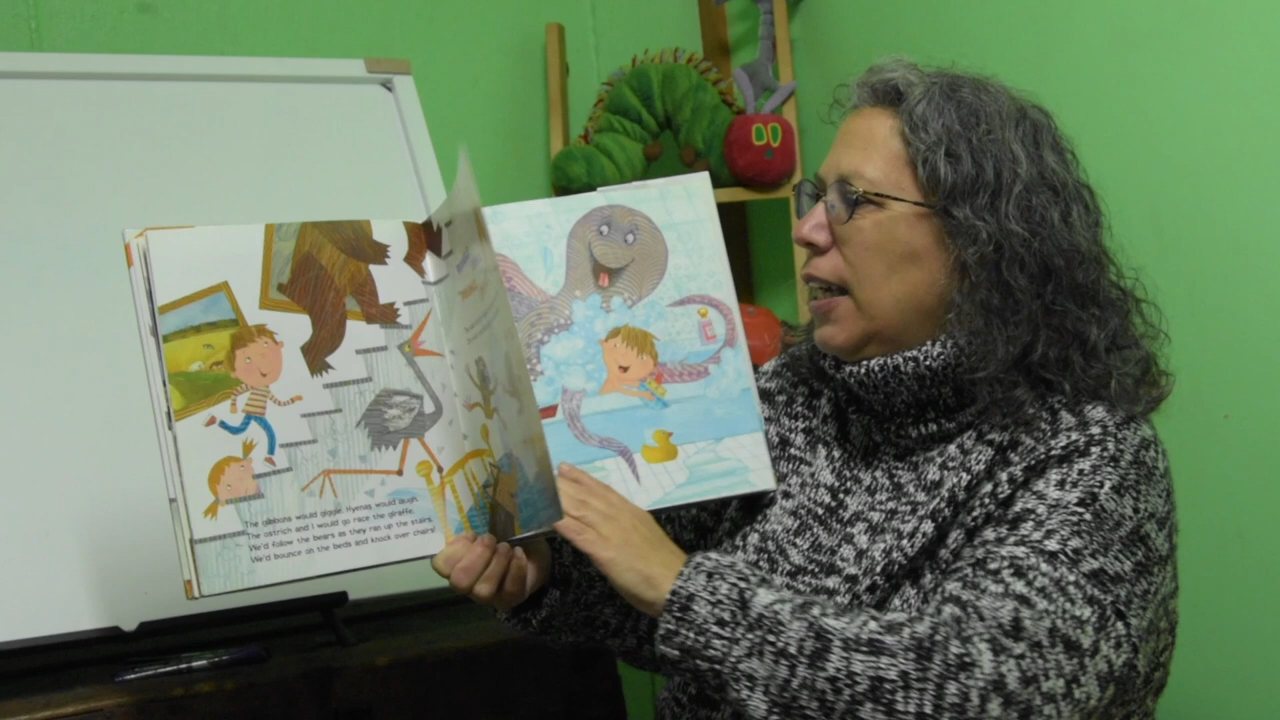 The gibbons would giggle. Hyenas would laugh.
The ostrich and I would go race the giraffe.
We'd follow the bears as they ran up the stairs.
We'd bounce on the beds and knock over chairs!